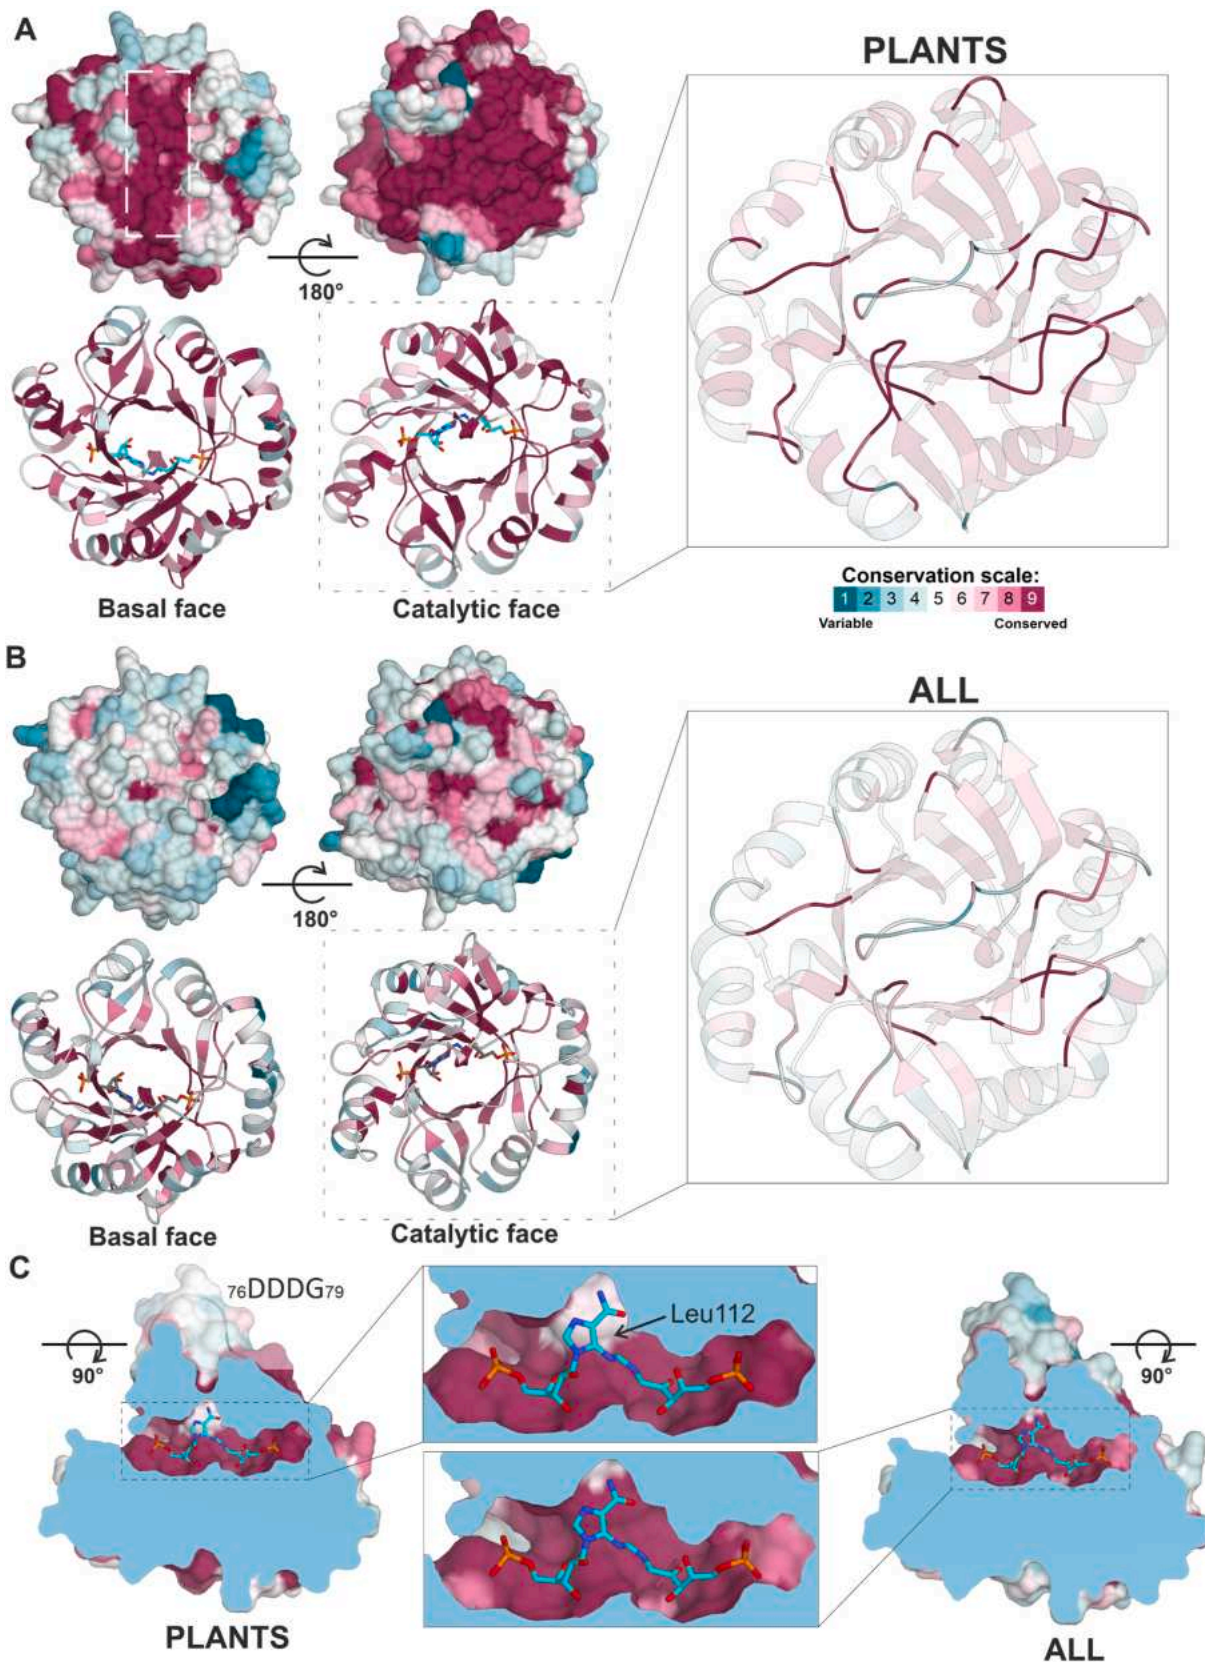 A
PLANTS
180°
Basal face
Catalytic face
Conservation scale:
1 2 3 4 5 6 7 8 9
Variable
Conserved
B
ALL
180°
Basal face
Catalytic face
C
76DDDG79
90°
Leu112
90°
PLANTS
ALL